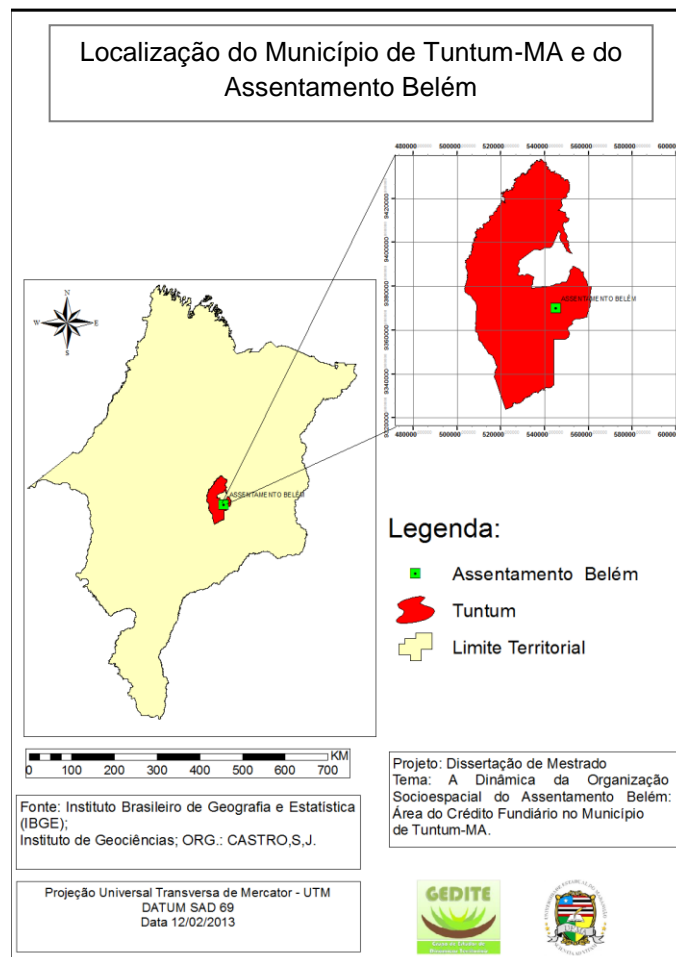 Localização do Município de Tuntum-MA e do
Assentamento Belém
480000 500000 520000 540000 560000 580000 60000
9420000
9400000
9380000
9360000
9340000
9320000
ASSENTAMENTO BELÉM
480000 500000 520000 540000 560000 580000 60000
N
W E
S
ASSENTAMENTO BELÉM
Legenda:
Assentamento Belém
Tuntum
Limite Territorial
KM
0 100 200 300 400 500 600 700
Projeto: Dissertação de Mestrado
Tema: A Dinâmica da Organização
Socioespacial do Assentamento Belém:
Área do Crédito Fundiário no Município
de Tuntum-MA.
Fonte: Instituto Brasileiro de Geografia e Estatística
(IBGE);
Instituto de Geociências; ORG.: CASTRO,S,J.
Projeção Universal Transversa de Mercator - UTM
DATUM SAD 69
Data 12/02/2013
GEDITE